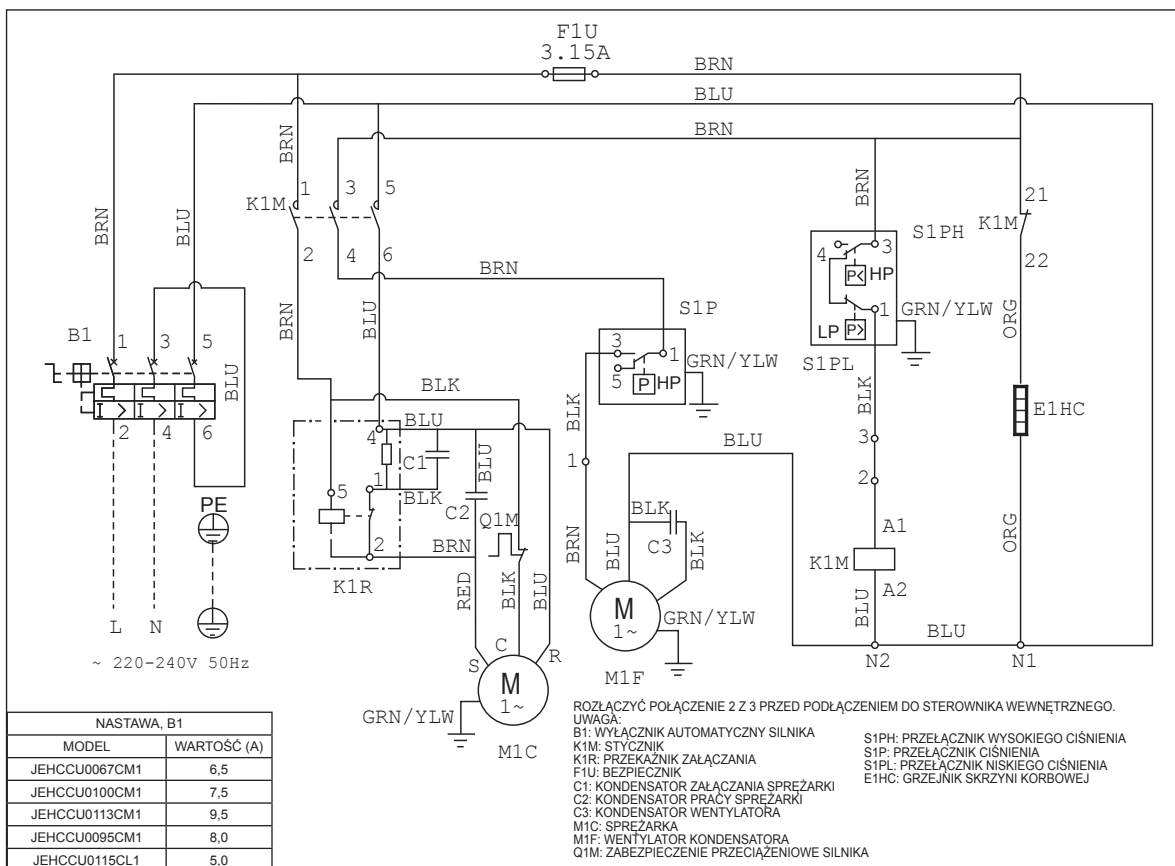 F1U
3.15A
BRN
BLU
BRN
BRN
1 3 5
K1M
2 4 6
BRN
BLU
BRN
21
K1M
22
S1PH
4 3
P< HP
GRN/YLW
1
LP P>
S1PL
ORG
BRN
S1P
3 1
5
P HP
GRN/YLW
B1
1 3 5
I > I > I >
2 4 6
BLU
BRN
BLU
BLK
BLK
BLK
E1HC
BLU
BLU
4
C1
BLU
1
5
BLK
C2
2
BRN
Q1M
K1R
1
3
2
PE
BLK
C3
BLK
BRN
BLU
A1
K1M
A2
BLU
ORG
RED
BLK
BLU
M
1~
GRN/YLW
M1F
BLU
N2 N1
L N
~ 220-240V 50Hz
C
S R
M
1~
GRN/YLW
M1C
NASTAWA, B1
MODEL WARTOŚĆ (A)
JEHCCU0067CM1 6,5
JEHCCU0100CM1 7,5
JEHCCU0113CM1 9,5
JEHCCU0095CM1 8,0
JEHCCU0115CL1 5,0
ROZŁĄCZYĆ POŁĄCZENIE 2 Z 3 PRZED PODŁĄCZENIEM DO STEROWNIKA WEWNĘTRZNEGO.
UWAGA:
B1: WYŁĄCZNIK AUTOMATYCZNY SILNIKA
K1M: STYCZNIK
K1R: PRZEKAŹNIK ZAŁĄCZANIA
F1U: BEZPIECZNIK
C1: KONDENSATOR ZAŁĄCZANIA SPRĘŻARKI
C2: KONDENSATOR PRACY SPRĘŻARKI
C3: KONDENSATOR WENTYLATORA
M1C: SPRĘŻARKA
M1F: WENTYLATOR KONDENSATORA
Q1M: ZABEZPIECZENIE PRZECIĄŻENIOWE SILNIKA
S1PH: PRZEŁĄCZNIK WYSOKIEGO CIŚNIENIA
S1P: PRZEŁĄCZNIK CIŚNIENIA
S1PL: PRZEŁĄCZNIK NISKIEGO CIŚNIENIA
E1HC: GRZEJNIK SKRZYNI KORBOWEJ